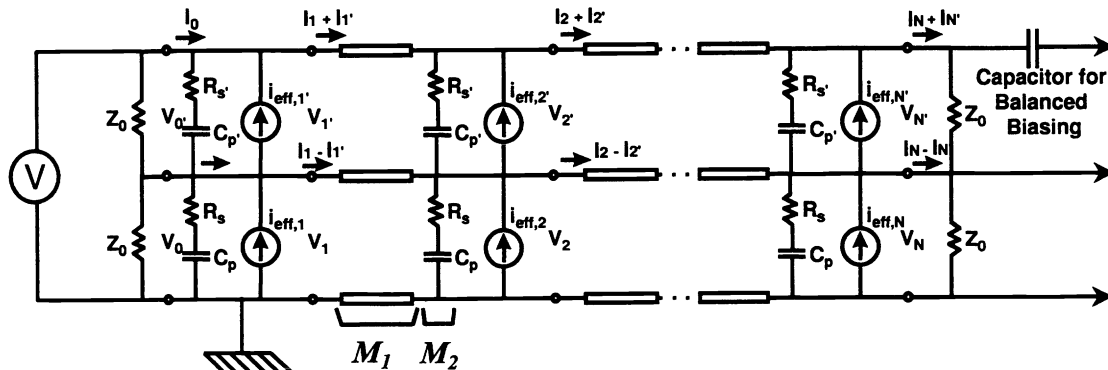 I0
I1 + I1'
I2 + I2'
IN + IN'
Rs'
ieff,1'
Rs'
ieff,2'
Rs'
ieff,N'
Capacitor for
Balanced
Biasing
Z0
V0'
Cp'
V1'
Cp'
V2'
Cp'
VN'
Z0
I1 - I1'
I2 - I2'
IN - IN
V
Rs
ieff,1
Rs
ieff,2
Rs
ieff,N
Z0
V0
Cp
V1
Cp
V2
Cp
VN
Z0
M1
M2